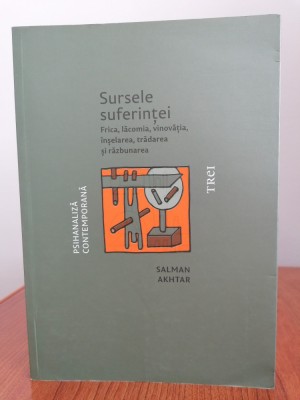 Sursele
suferinței
Frica, lăcomia, vinovăția,
înșelarea, trădarea
și răzbunarea
PSIHANALIZĂ
CONTEMPORANĂ
TREI
SALMAN
AKHTAR